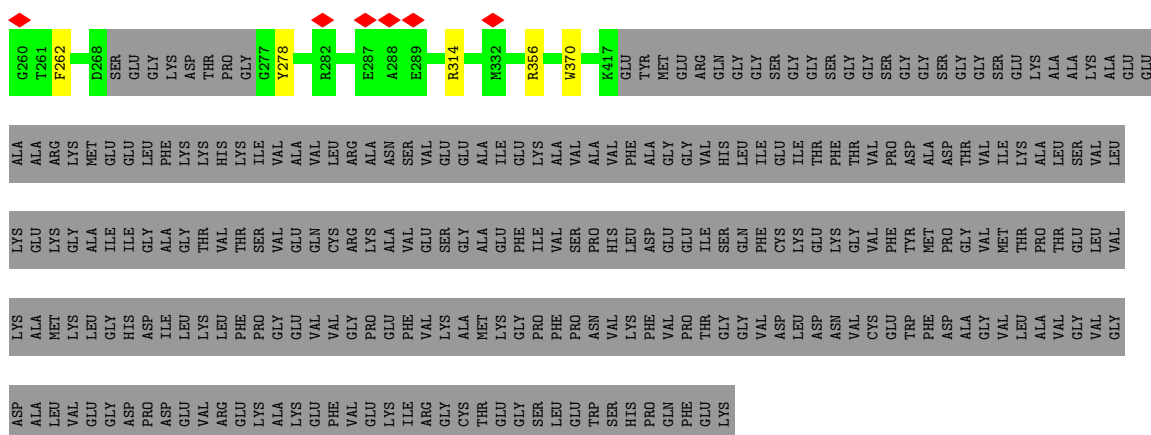 G260 T261 F262 D268 SER GLU GLY LYS ASP THR PRO GLY G277 Y278 R282 E287 A288 E289 R314 M332 R356 W370 K417 GLU TYR MET GLU ARG GLN GLY GLY SER GLY GLY SER GLY GLY SER GLY GLY SER GLU LYS ALA ALA LYS ALA GLU GLU
ALA ALA ARG LYS MET GLU GLU LEU PHE LYS LYS HIS LYS ILE VAL ALA VAL LEU ARG ALA ASN SER VAL GLU GLU ALA ILE GLU LYS ALA VAL ALA VAL PHE ALA GLY GLY VAL HIS LEU ILE GLU ILE THR PHE THR VAL PRO ASP ALA ASP THR VAL ILE LYS ALA LEU SER VAL LEU
LYS GLU LYS GLY ALA ILE ILE GLY ALA GLY THR VAL THR SER VAL GLU GLN CYS ARG LYS ALA VAL GLU SER GLY ALA GLU PHE ILE VAL SER PRO HIS LEU ASP GLU GLU ILE SER GLN PHE CYS LYS GLU LYS GLY VAL PHE TYR MET PRO GLY VAL MET THR PRO THR GLU LEU VAL
LYS ALA MET LYS LEU GLY HIS ASP ILE LEU LYS LEU PHE PRO GLY GLU VAL VAL GLY PRO GLU PHE VAL LYS ALA MET LYS GLY PRO PHE PRO ASN VAL LYS PHE VAL PRO THR GLY GLY VAL ASP LEU ASP ASN VAL CYS GLU TRP PHE ASP ALA GLY VAL LEU ALA VAL GLY VAL GLY
ASP ALA LEU VAL GLU GLY ASP PRO ASP GLU VAL ARG GLU LYS ALA LYS GLU PHE VAL GLU LYS ILE ARG GLY CYS THR GLU GLY SER LEU GLU GLU TRP SER HIS PRO GLN PHE GLU LYS